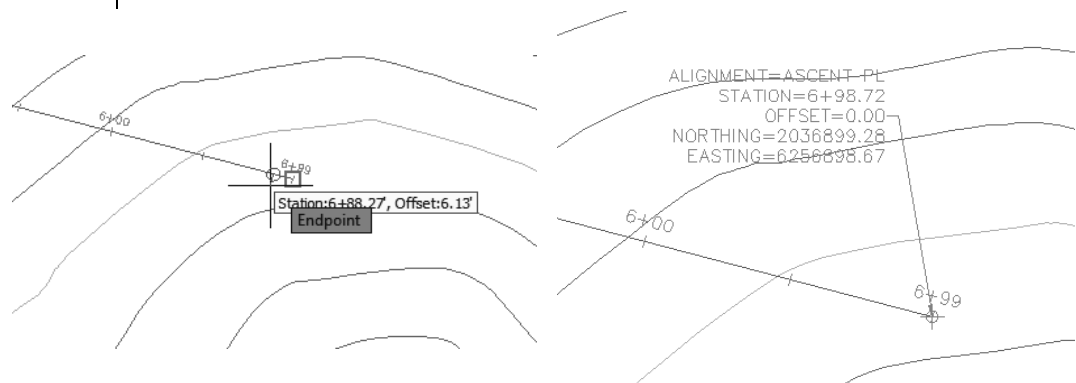 6+00
6+99
Station:6+88.27', Offset:6.13'
Endpoint
ALIGNMENT=ASCENT PL
STATION=6+98.72
OFFSET=0.00
NORTHING=2036899.28
EASTING=6256898.67
6+00
6+99